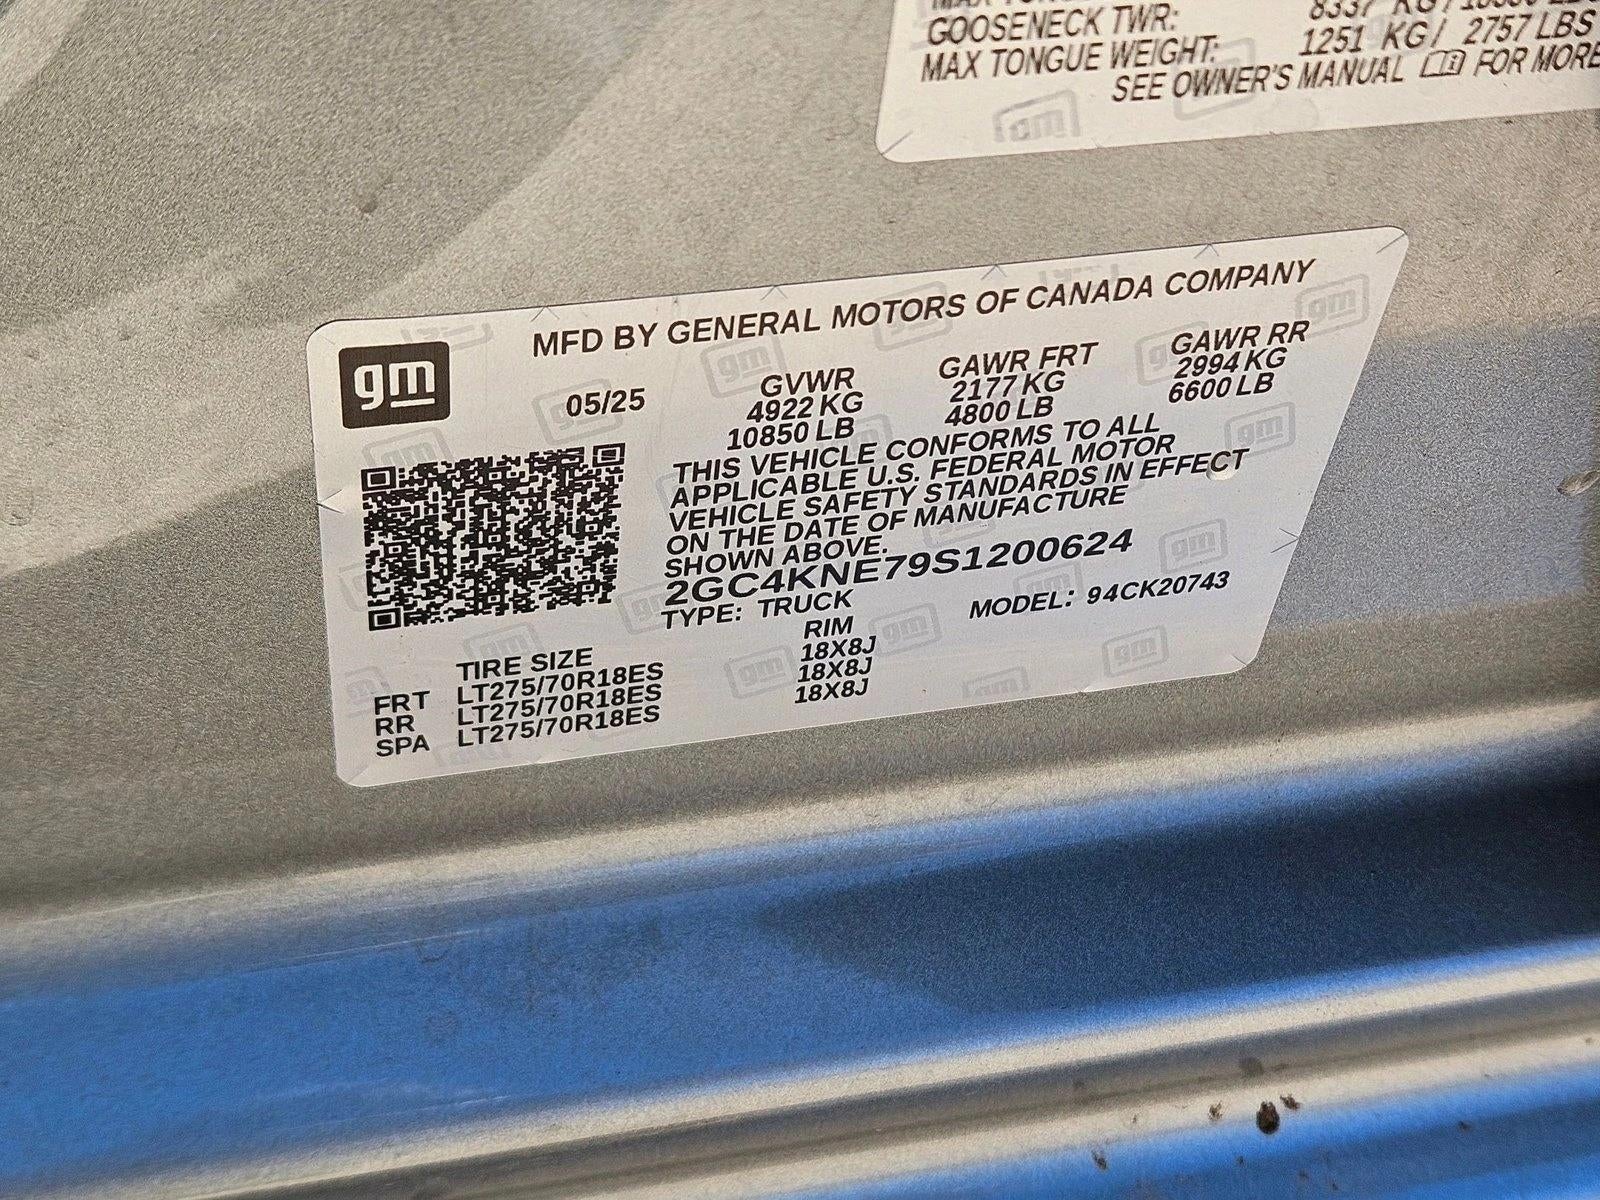 GOOSENECK TWR: 1251 KG / 2757 LBS
MAX TONGUE WEIGHT:
SEE OWNER'S MANUAL FOR MORE
MFD BY GENERAL MOTORS OF CANADA COMPANY
gm
05/25
GVWR GAWR FRT GAWR RR
4922 KG 2177 KG 2994 KG
10850 LB 4800 LB 6600 LB
THIS VEHICLE CONFORMS TO ALL
APPLICABLE U.S. FEDERAL MOTOR
VEHICLE SAFETY STANDARDS IN EFFECT
ON THE DATE OF MANUFACTURE
SHOWN ABOVE.
2GC4KNE79S1200624
TYPE: TRUCK MODEL: 94CK20743
TIRE SIZE RIM
FRT LT275/70R18ES 18X8J
RR LT275/70R18ES 18X8J
SPA LT275/70R18ES 18X8J